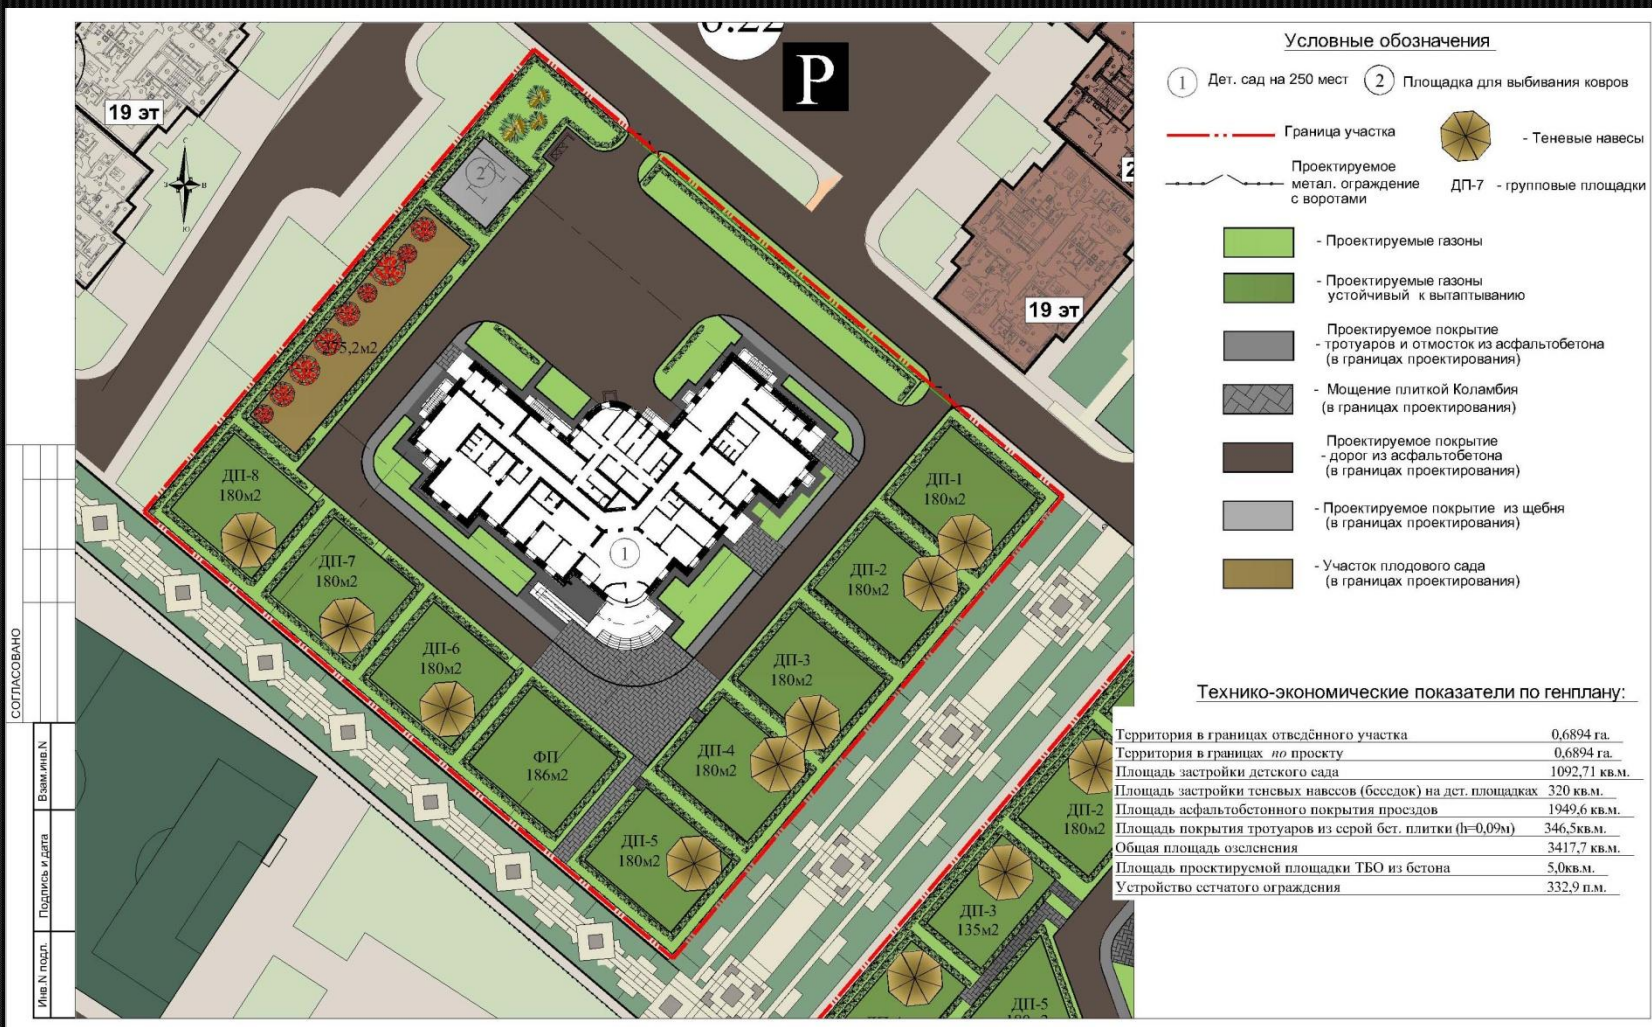 6.22
P
19 эт
С
З
В
Ю
2
75,2м2
19 эт
ДП-8
180м2
ДП-7
180м2
ДП-6
180м2
ФП
186м2
ДП-5
180м2
ДП-4
180м2
ДП-3
180м2
ДП-2
180м2
ДП-1
180м2
1
ДП-2
180м2
ДП-3
135м2
ДП-5
СОГЛАСОВАНО
Взам.инв.N
Подпись и дата
Инв.N подл.
Условные обозначения
1 Дет. сад на 250 мест 2 Площадка для выбивания ковров
Граница участка
- Теневые навесы
Проектируемое
метал. ограждение
с воротами
ДП-7 - групповые площадки
- Проектируемые газоны
- Проектируемые газоны
устойчивый к вытаптыванию
Проектируемое покрытие
- тротуаров и отмосток из асфальтобетона
(в границах проектирования)
- Мощение плиткой Коламбия
(в границах проектирования)
Проектируемое покрытие
- дорог из асфальтобетона
(в границах проектирования)
- Проектируемое покрытие из щебня
(в границах проектирования)
- Участок плодового сада
(в границах проектирования)
Технико-экономические показатели по генплану:
Территория в границах отведённого участка 0,6894 га.
Территория в границах по проекту 0,6894 га.
Площадь застройки детского сада 1092,71 кв.м.
Площадь застройки теневых навесов (беседок) на дет. площадках 320 кв.м.
Площадь асфальтобетонного покрытия проездов 1949,6 кв.м.
Площадь покрытия тротуаров из серой бет. плитки (h=0,09м) 346,5кв.м.
Общая площадь озеленения 3417,7 кв.м.
Площадь проектируемой площадки ТБО из бетона 5,0кв.м.
Устройство сетчатого ограждения 332,9 п.м.